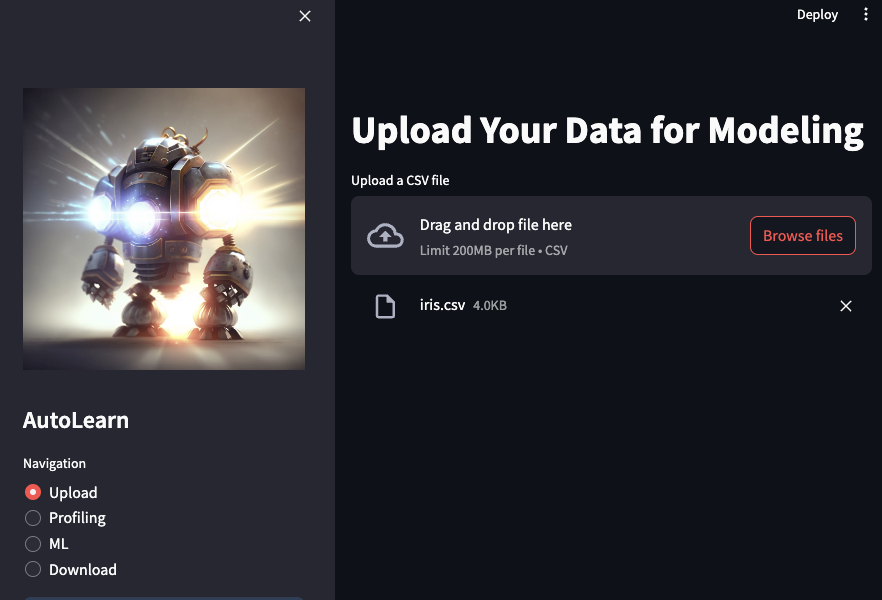 Deploy
Upload Your Data for Modeling
Upload a CSV file
Drag and drop file here
Limit 200MB per file • CSV
Browse files
iris.csv 4.0KB
AutoLearn
Navigation
Upload
Profiling
ML
Download